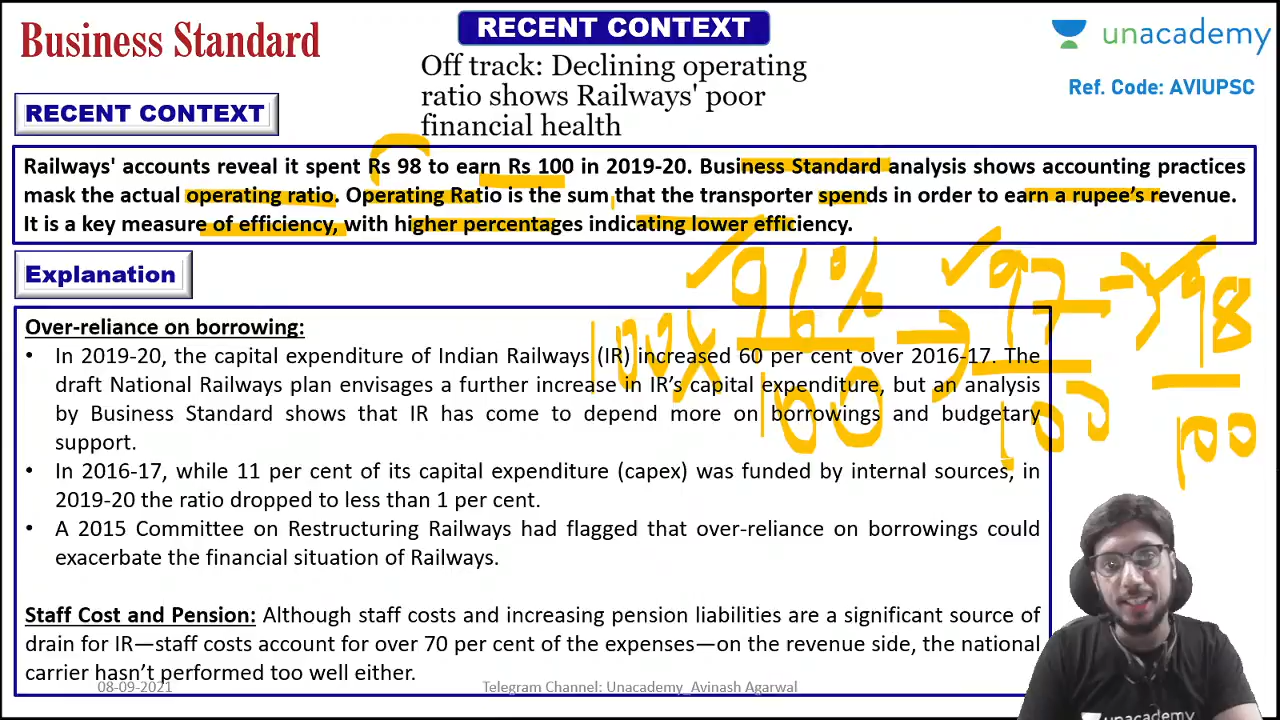 Business Standard
RECENT CONTEXT
unacademy
Off track: Declining operating
ratio shows Railways' poor
financial health
Ref. Code: AVIUPSC
RECENT CONTEXT
Railways' accounts reveal it spent Rs 98 to earn Rs 100 in 2019-20. Business Standard analysis shows accounting practices
mask the actual operating ratio. Operating Ratio is the sum that the transporter spends in order to earn a rupee's revenue.
It is a key measure of efficiency, with higher percentages indicating lower efficiency.
Explanation
100x 96% / 100 → 97 / 100 → 98 / 100
Over-reliance on borrowing:
• In 2019-20, the capital expenditure of Indian Railways (IR) increased 60 per cent over 2016-17. The
draft National Railways plan envisages a further increase in IR's capital expenditure, but an analysis
by Business Standard shows that IR has come to depend more on borrowings and budgetary
support.
• In 2016-17, while 11 per cent of its capital expenditure (capex) was funded by internal sources, in
2019-20 the ratio dropped to less than 1 per cent.
• A 2015 Committee on Restructuring Railways had flagged that over-reliance on borrowings could
exacerbate the financial situation of Railways.
Staff Cost and Pension: Although staff costs and increasing pension liabilities are a significant source of
drain for IR—staff costs account for over 70 per cent of the expenses—on the revenue side, the national
carrier hasn't performed too well either.
08-09-2021
Telegram Channel: Unacademy_Avinash Agarwal
unacademy